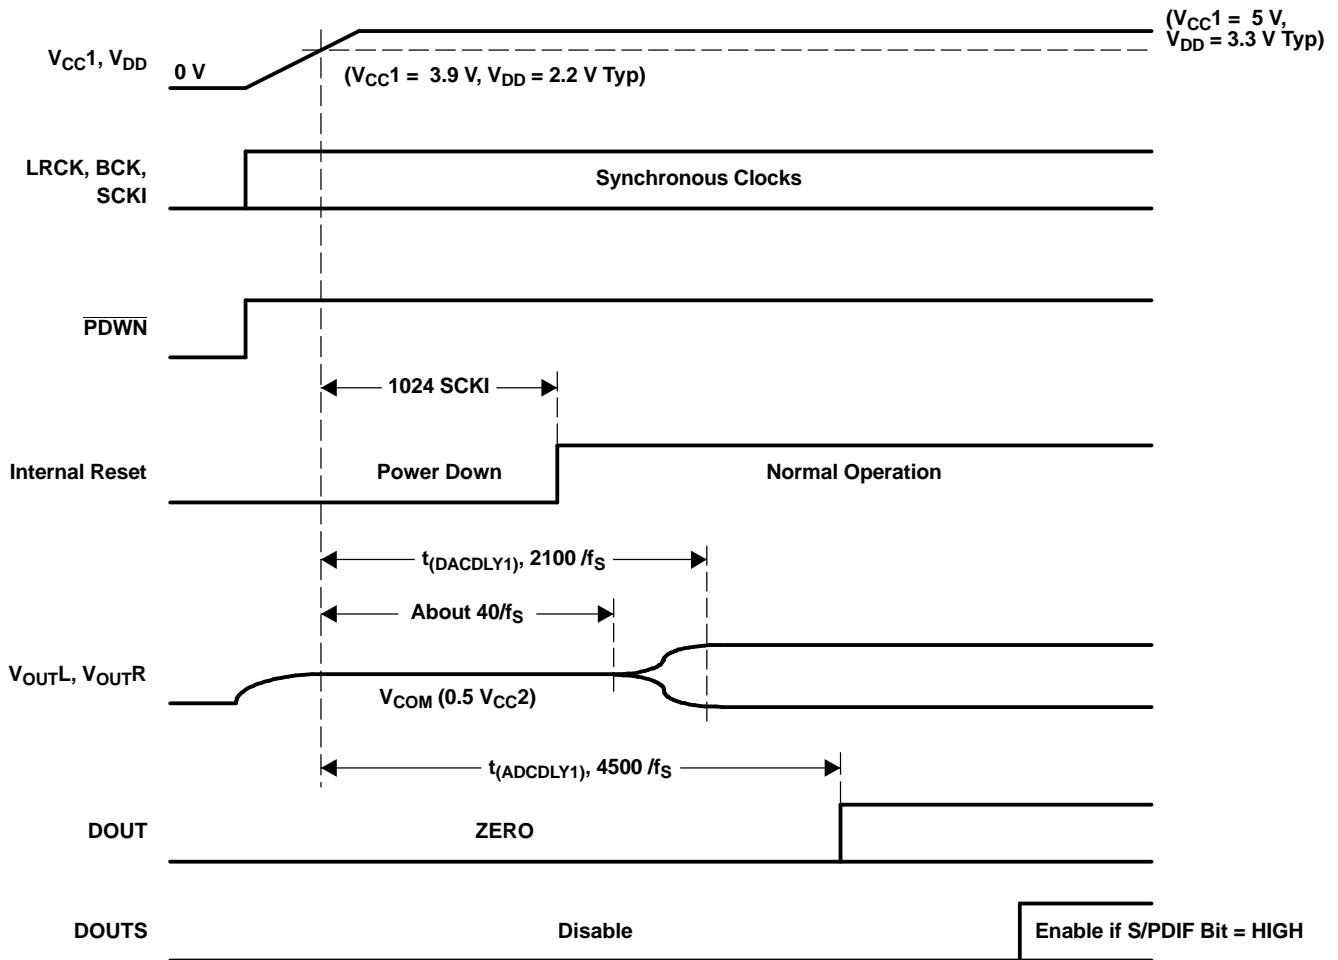 (VCC1 = 5 V,
VDD = 3.3 V Typ)
VCC1, VDD
0 V
(VCC1 = 3.9 V, VDD = 2.2 V Typ)
LRCK, BCK,
SCKI
Synchronous Clocks
PDWN
1024 SCKI
Internal Reset
Power Down
Normal Operation
t(DACDLY1), 2100 /fS
About 40/fS
VOUTL, VOUTR
VCOM (0.5 VCC2)
t(ADCDLY1), 4500 /fS
DOUT
ZERO
DOUTS
Disable
Enable if S/PDIF Bit = HIGH